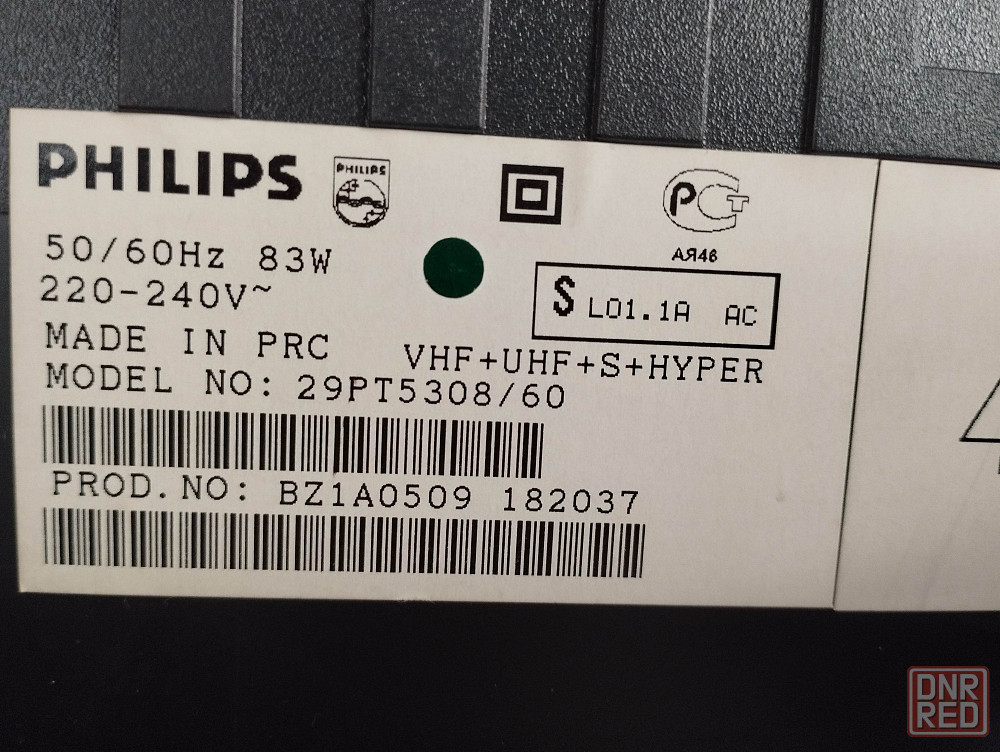 PHILIPS
PHILIPS
РСТ
АЯ46
50/60Hz 83W
220-240V~
S L01.1A AC
MADE IN PRC
VHF+UHF+S+HYPER
MODEL NO: 29PT5308/60
PROD.NO: BZ1A0509 182037
DNR
RED